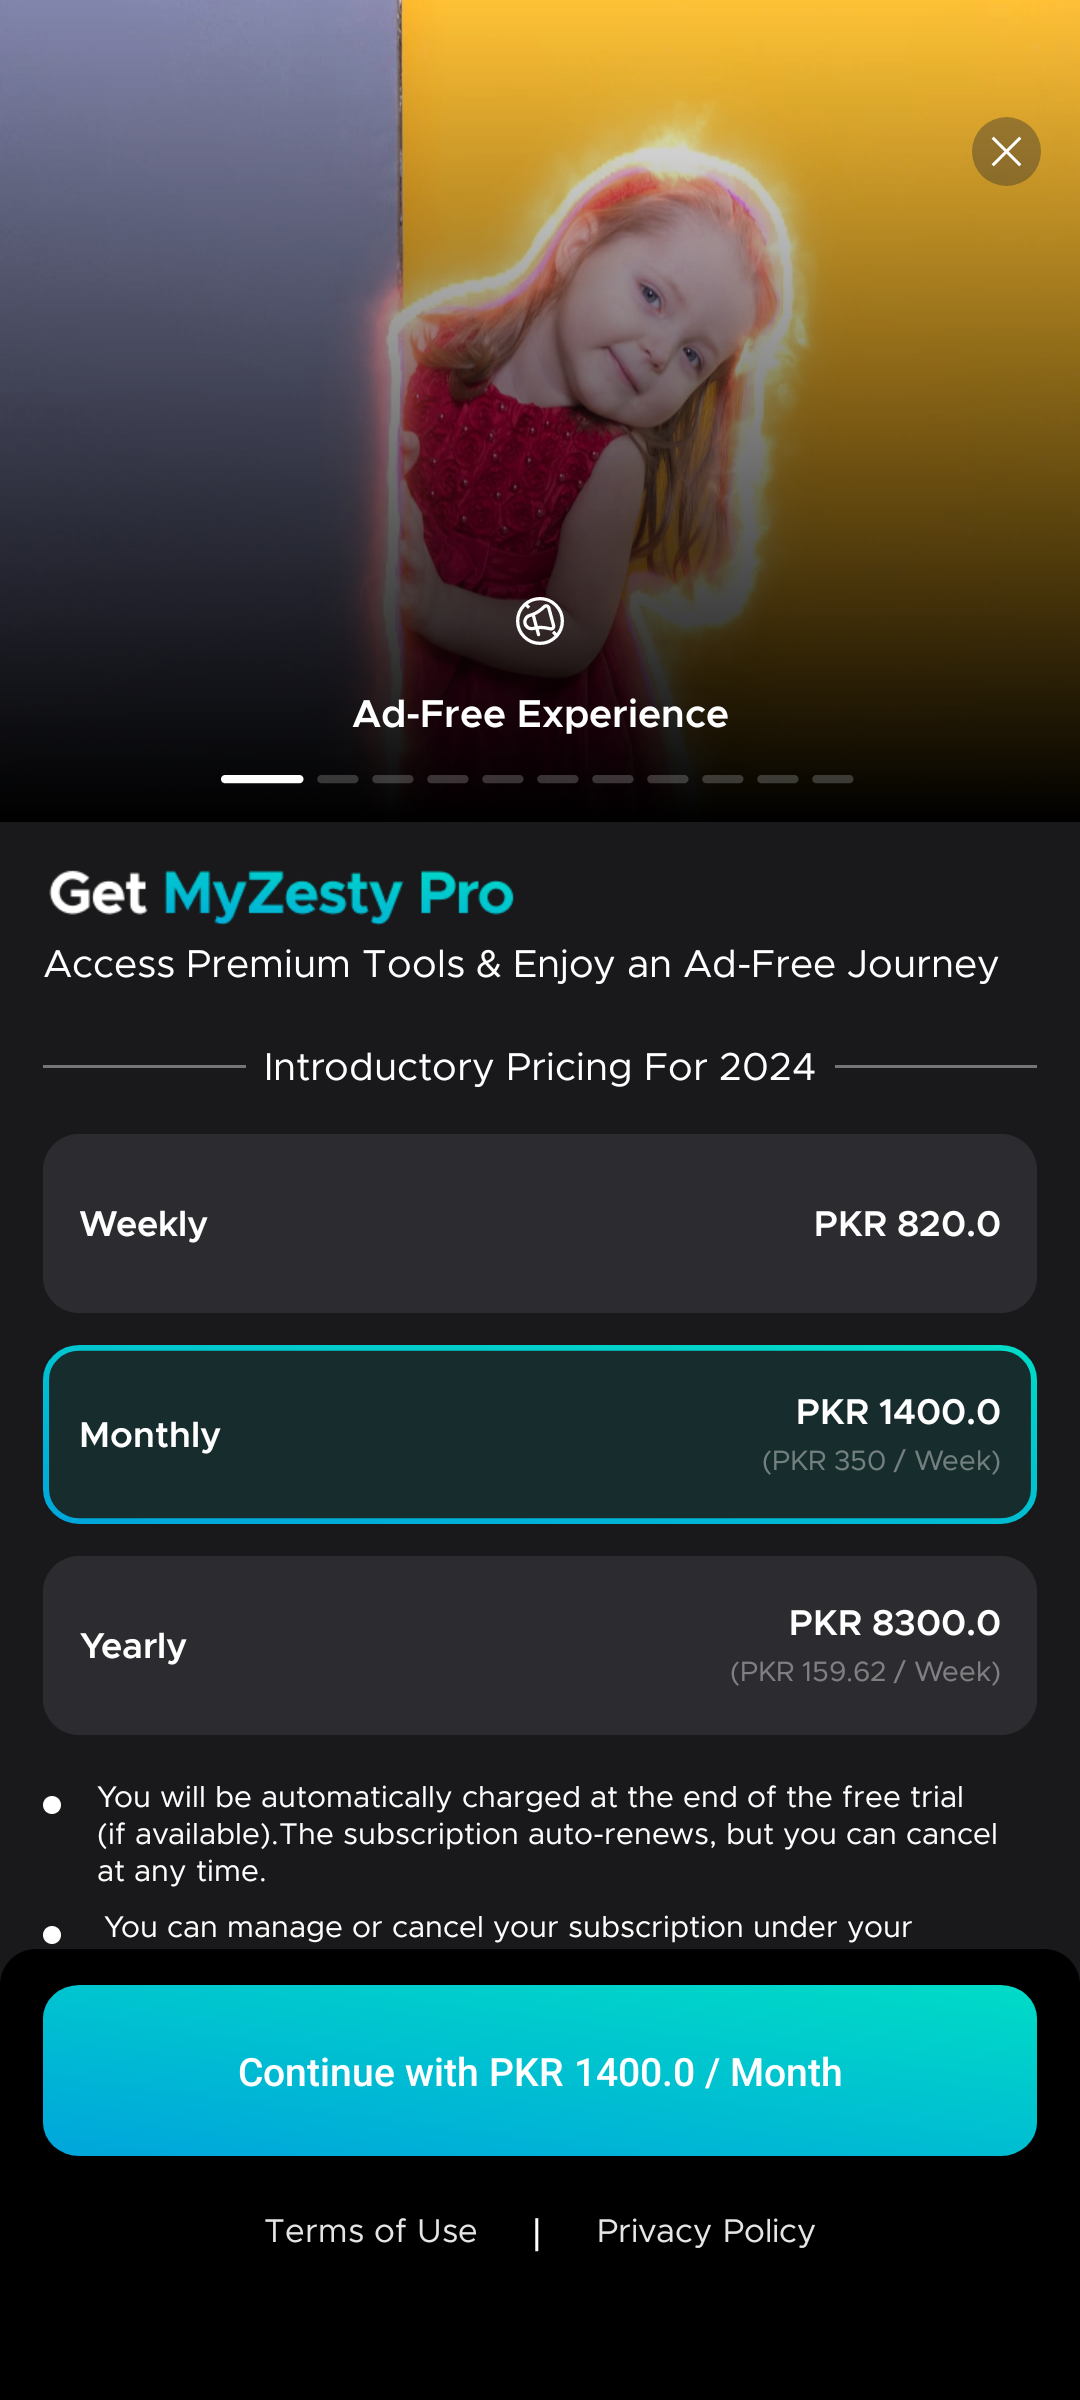 Ad-Free Experience
Get MyZesty Pro
Access Premium Tools & Enjoy an Ad-Free Journey
Introductory Pricing For 2024
Weekly PKR 820.0
Monthly PKR 1400.0
(PKR 350 / Week)
Yearly PKR 8300.0
(PKR 159.62 / Week)
You will be automatically charged at the end of the free trial
(if available).The subscription auto-renews, but you can cancel
at any time.
You can manage or cancel your subscription under your
Continue with PKR 1400.0 / Month
Terms of Use | Privacy Policy